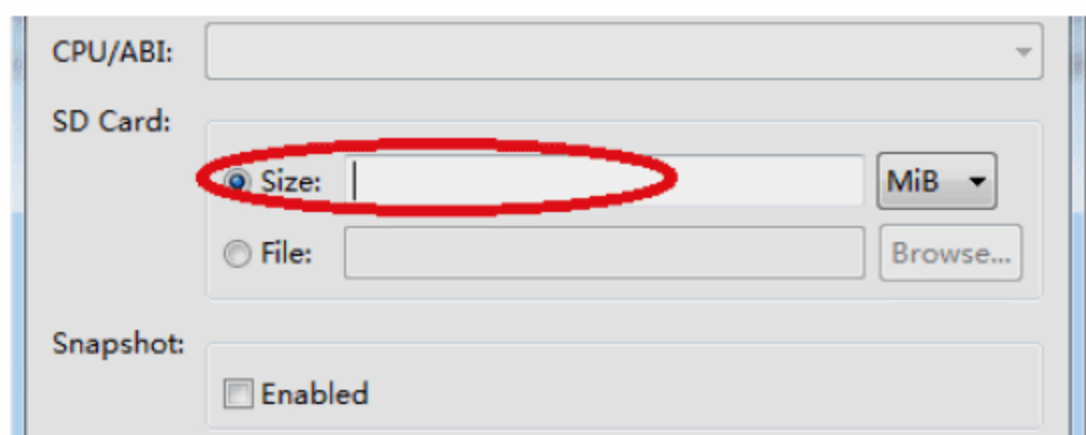 CPU/ABI:
SD Card:
Size: MiB
File: Browse...
Snapshot:
Enabled